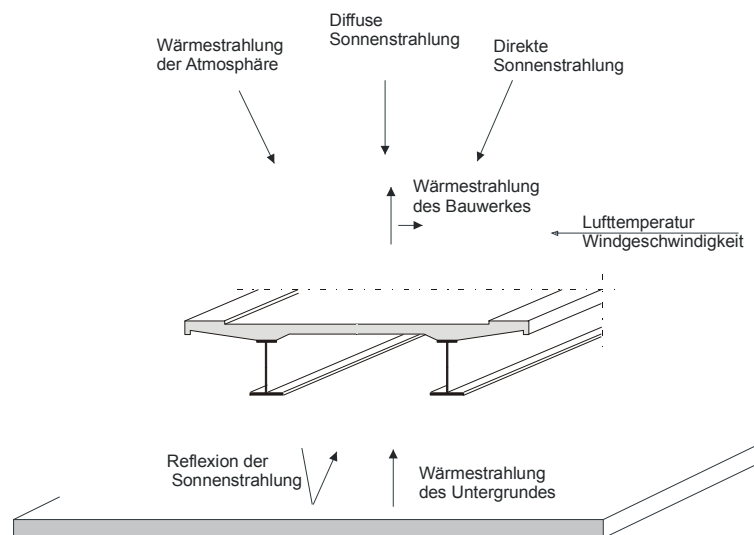 Diffuse
Sonnenstrahlung
Wärmestrahlung
der Atmosphäre
Direkte
Sonnenstrahlung
Wärmestrahlung
des Bauwerkes
Lufttemperatur
Windgeschwindigkeit
Reflexion der
Sonnenstrahlung
Wärmestrahlung
des Untergrundes